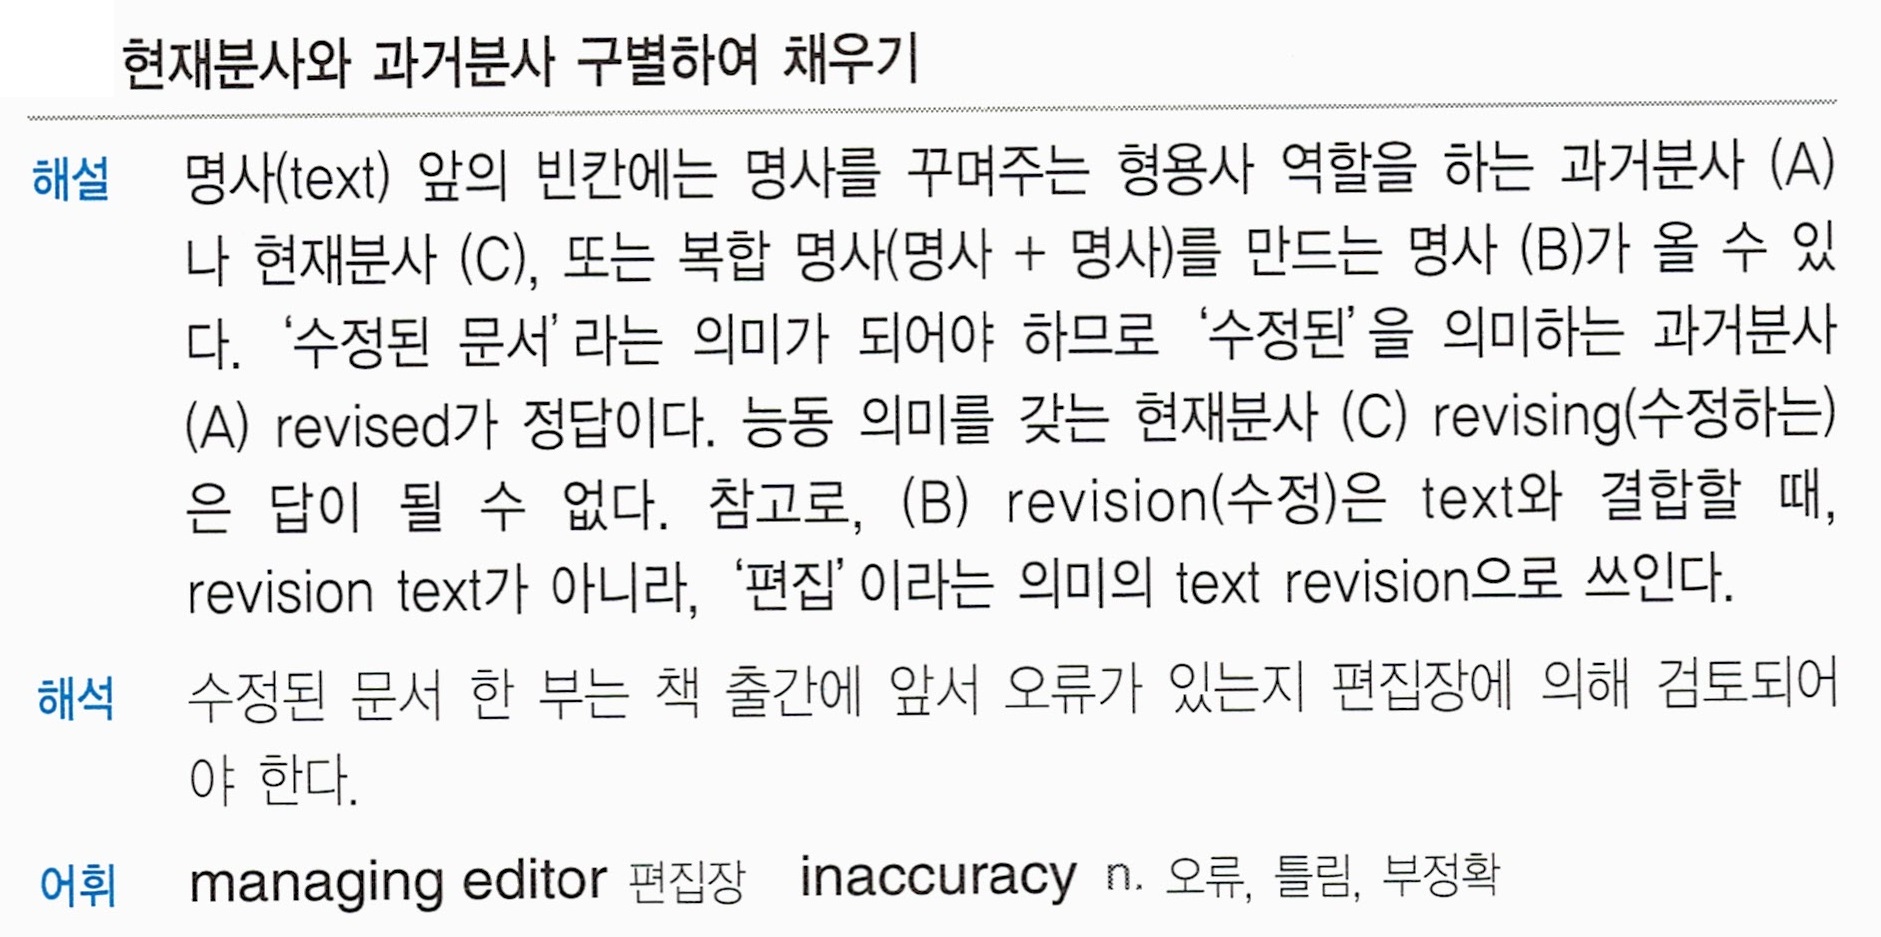 현재분사와 과거분사 구별하여 채우기
해설 명사(text) 앞의 빈칸에는 명사를 꾸며주는 형용사 역할을 하는 과거분사 (A)
나 현재분사 (C), 또는 복합 명사(명사 + 명사)를 만드는 명사 (B)가 올 수 있
다. ‘수정된 문서’라는 의미가 되어야 하므로 ‘수정된’을 의미하는 과거분사
(A) revised가 정답이다. 능동 의미를 갖는 현재분사 (C) revising(수정하는)
은 답이 될 수 없다. 참고로, (B) revision(수정)은 text와 결합할 때,
revision text가 아니라, ‘편집’이라는 의미의 text revision으로 쓰인다.
해석 수정된 문서 한 부는 책 출간에 앞서 오류가 있는지 편집장에 의해 검토되어
야 한다.
어휘 managing editor 편집장 inaccuracy n. 오류, 틀림, 부정확